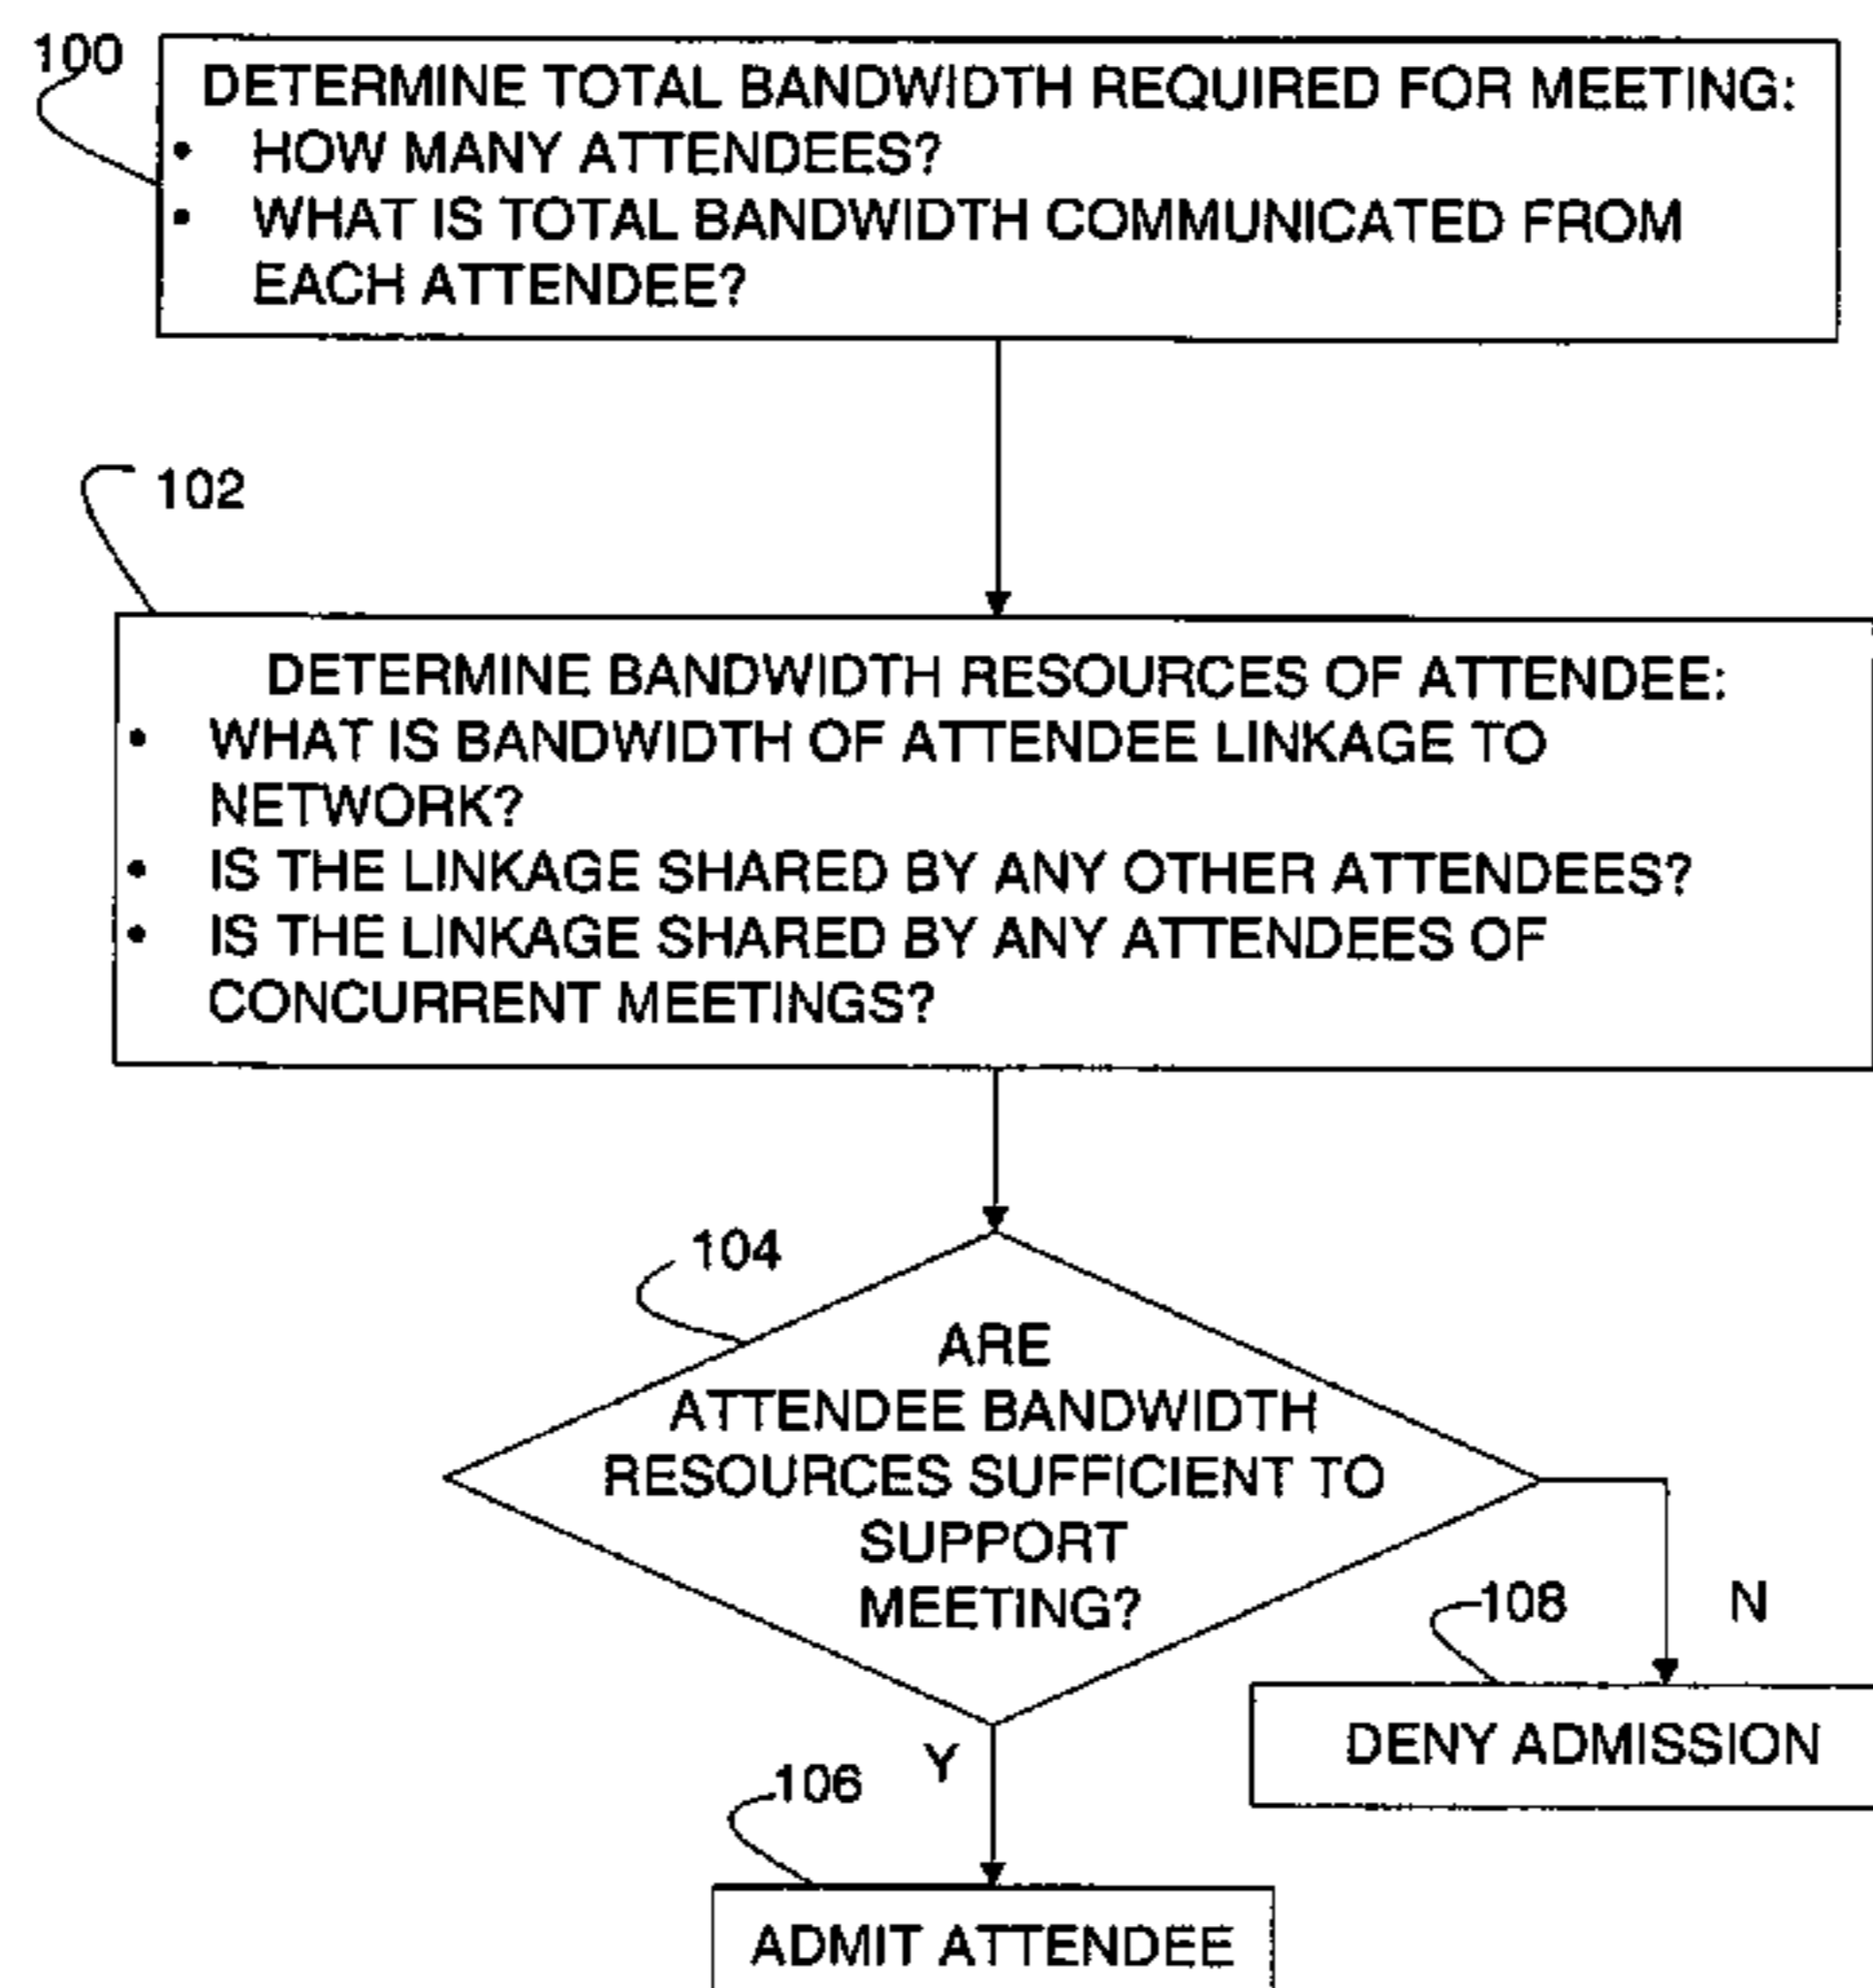 100
DETERMINE TOTAL BANDWIDTH REQUIRED FOR MEETING:
• HOW MANY ATTENDEES?
• WHAT IS TOTAL BANDWIDTH COMMUNICATED FROM
EACH ATTENDEE?
102
DETERMINE BANDWIDTH RESOURCES OF ATTENDEE:
• WHAT IS BANDWIDTH OF ATTENDEE LINKAGE TO
NETWORK?
• IS THE LINKAGE SHARED BY ANY OTHER ATTENDEES?
• IS THE LINKAGE SHARED BY ANY ATTENDEES OF
CONCURRENT MEETINGS?
104
ARE
ATTENDEE BANDWIDTH
RESOURCES SUFFICIENT TO
SUPPORT
MEETING?
108
N
DENY ADMISSION
Y
106
ADMIT ATTENDEE